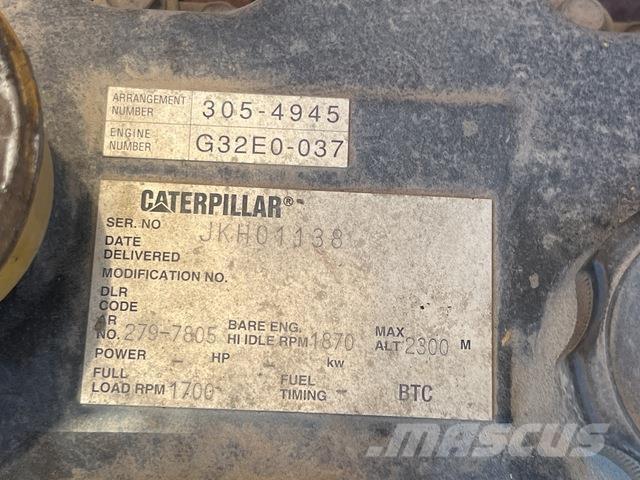 ARRANGEMENT NUMBER 305-4945
ENGINE NUMBER G32E0-037
CATERPILLAR®
SER. NO JKH01138
DATE
DELIVERED
MODIFICATION NO.
DLR
CODE
AR
NO. 279-7805 BARE ENG. HI IDLE RPM 1870 MAX ALT 2300 M
POWER - HP - kw
FULL
LOAD RPM 1700 FUEL TIMING - BTC
MASCUS